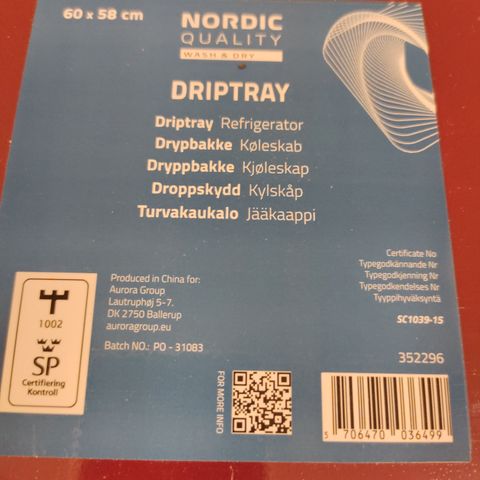 60 x 58 cm
NORDIC
QUALITY
WASH & DRY
DRIPTRAY
Driptray Refrigerator
Drypbakke Køleskab
Dryppbakke Kjøleskap
Droppskydd Kylskåp
Turvakaukalo Jääkaappi
Certificate No
Typegodkännande Nr
Typegodkjenning Nr
Typegodkendelses Nr
Tyyppihyväksyntä
SC1039-15
352296
1002
SP
Certifiering
Kontroll
Produced in China for:
Aurora Group
Lautruphøj 5-7.
DK 2750 Ballerup
auroragroup.eu
Batch NO.: PO - 31083
FOR MORE INFO
5 706470 036499